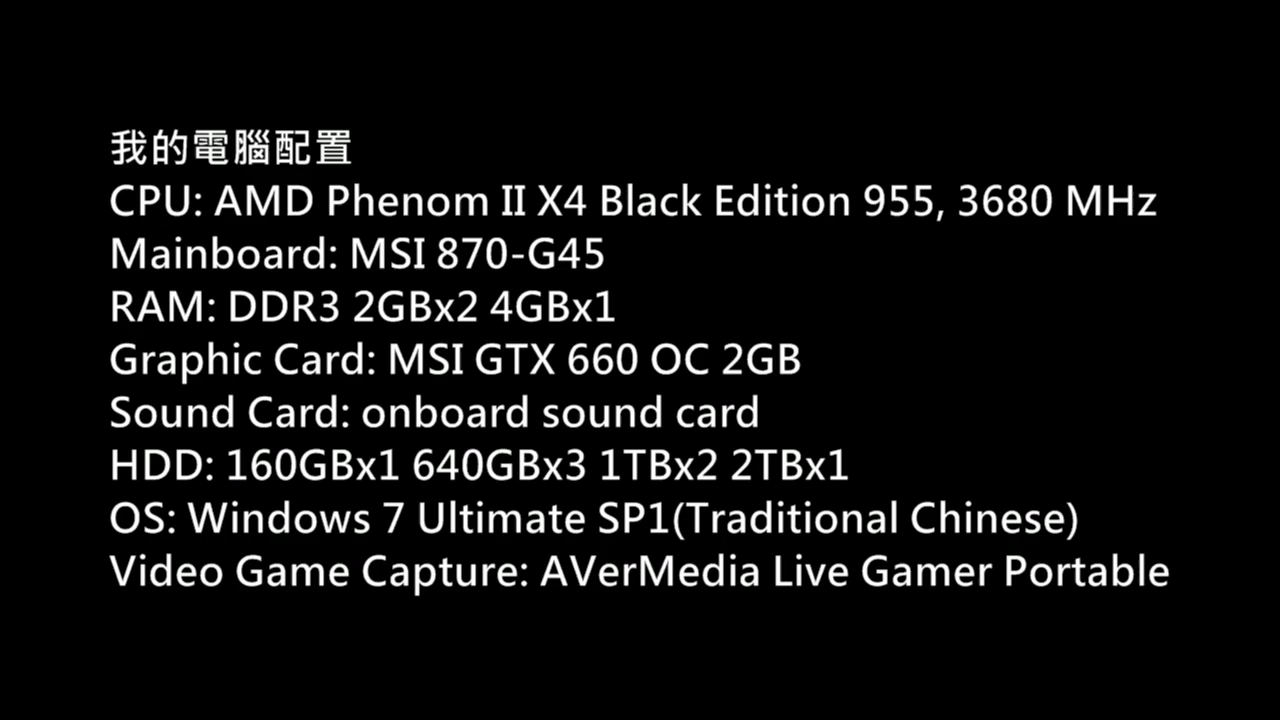 我的電腦配置
CPU: AMD Phenom II X4 Black Edition 955, 3680 MHz
Mainboard: MSI 870-G45
RAM: DDR3 2GBx2 4GBx1
Graphic Card: MSI GTX 660 OC 2GB
Sound Card: onboard sound card
HDD: 160GBx1 640GBx3 1TBx2 2TBx1
OS: Windows 7 Ultimate SP1(Traditional Chinese)
Video Game Capture: AVerMedia Live Gamer Portable